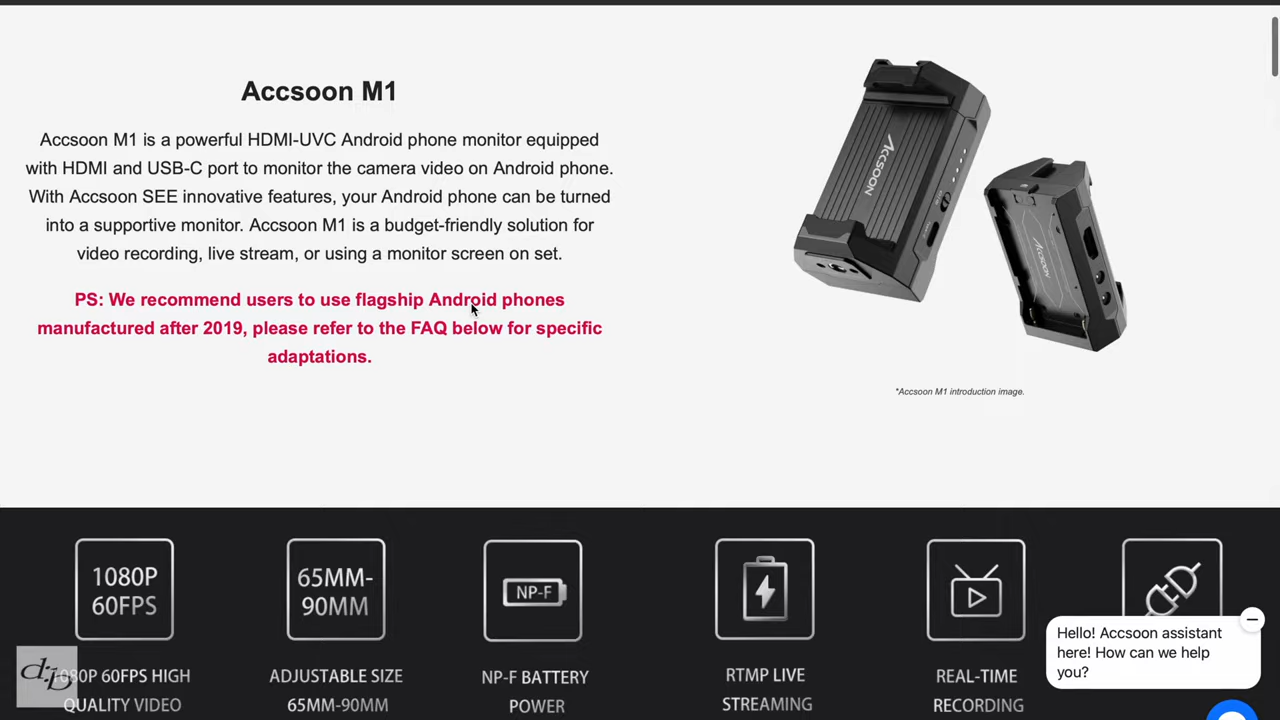 Accsoon M1
Accsoon M1 is a powerful HDMI-UVC Android phone monitor equipped
with HDMI and USB-C port to monitor the camera video on Android phone.
With Accsoon SEE innovative features, your Android phone can be turned
into a supportive monitor. Accsoon M1 is a budget-friendly solution for
video recording, live stream, or using a monitor screen on set.
PS: We recommend users to use flagship Android phones
manufactured after 2019, please refer to the FAQ below for specific
adaptations.
ACCSOON
ACCSOON
*Accsoon M1 introduction image.
1080P
60FPS
65MM-
90MM
NP-F
1080P 60FPS HIGH
QUALITY VIDEO
ADJUSTABLE SIZE
65MM-90MM
NP-F BATTERY
POWER
RTMP LIVE
STREAMING
REAL-TIME
RECORDING
Hello! Accsoon assistant
here! How can we help
you?
d:D